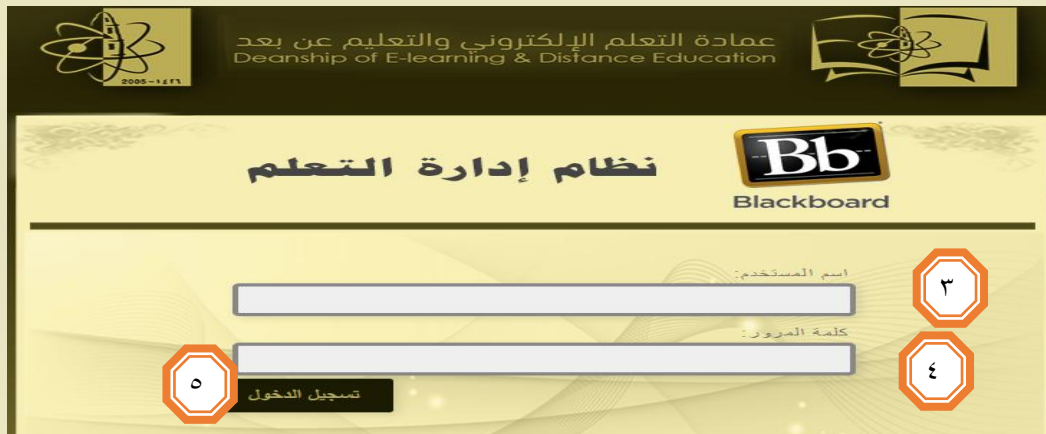 عمادة التعلم الإلكتروني والتعليم عن بعد
Deanship of E-learning & Distance Education
2005-١٤٢٦
نظام إدارة التعلم
Bb
Blackboard
اسم المستخدم:
٣
كلمة المرور:
٤
تسجيل الدخول
٥